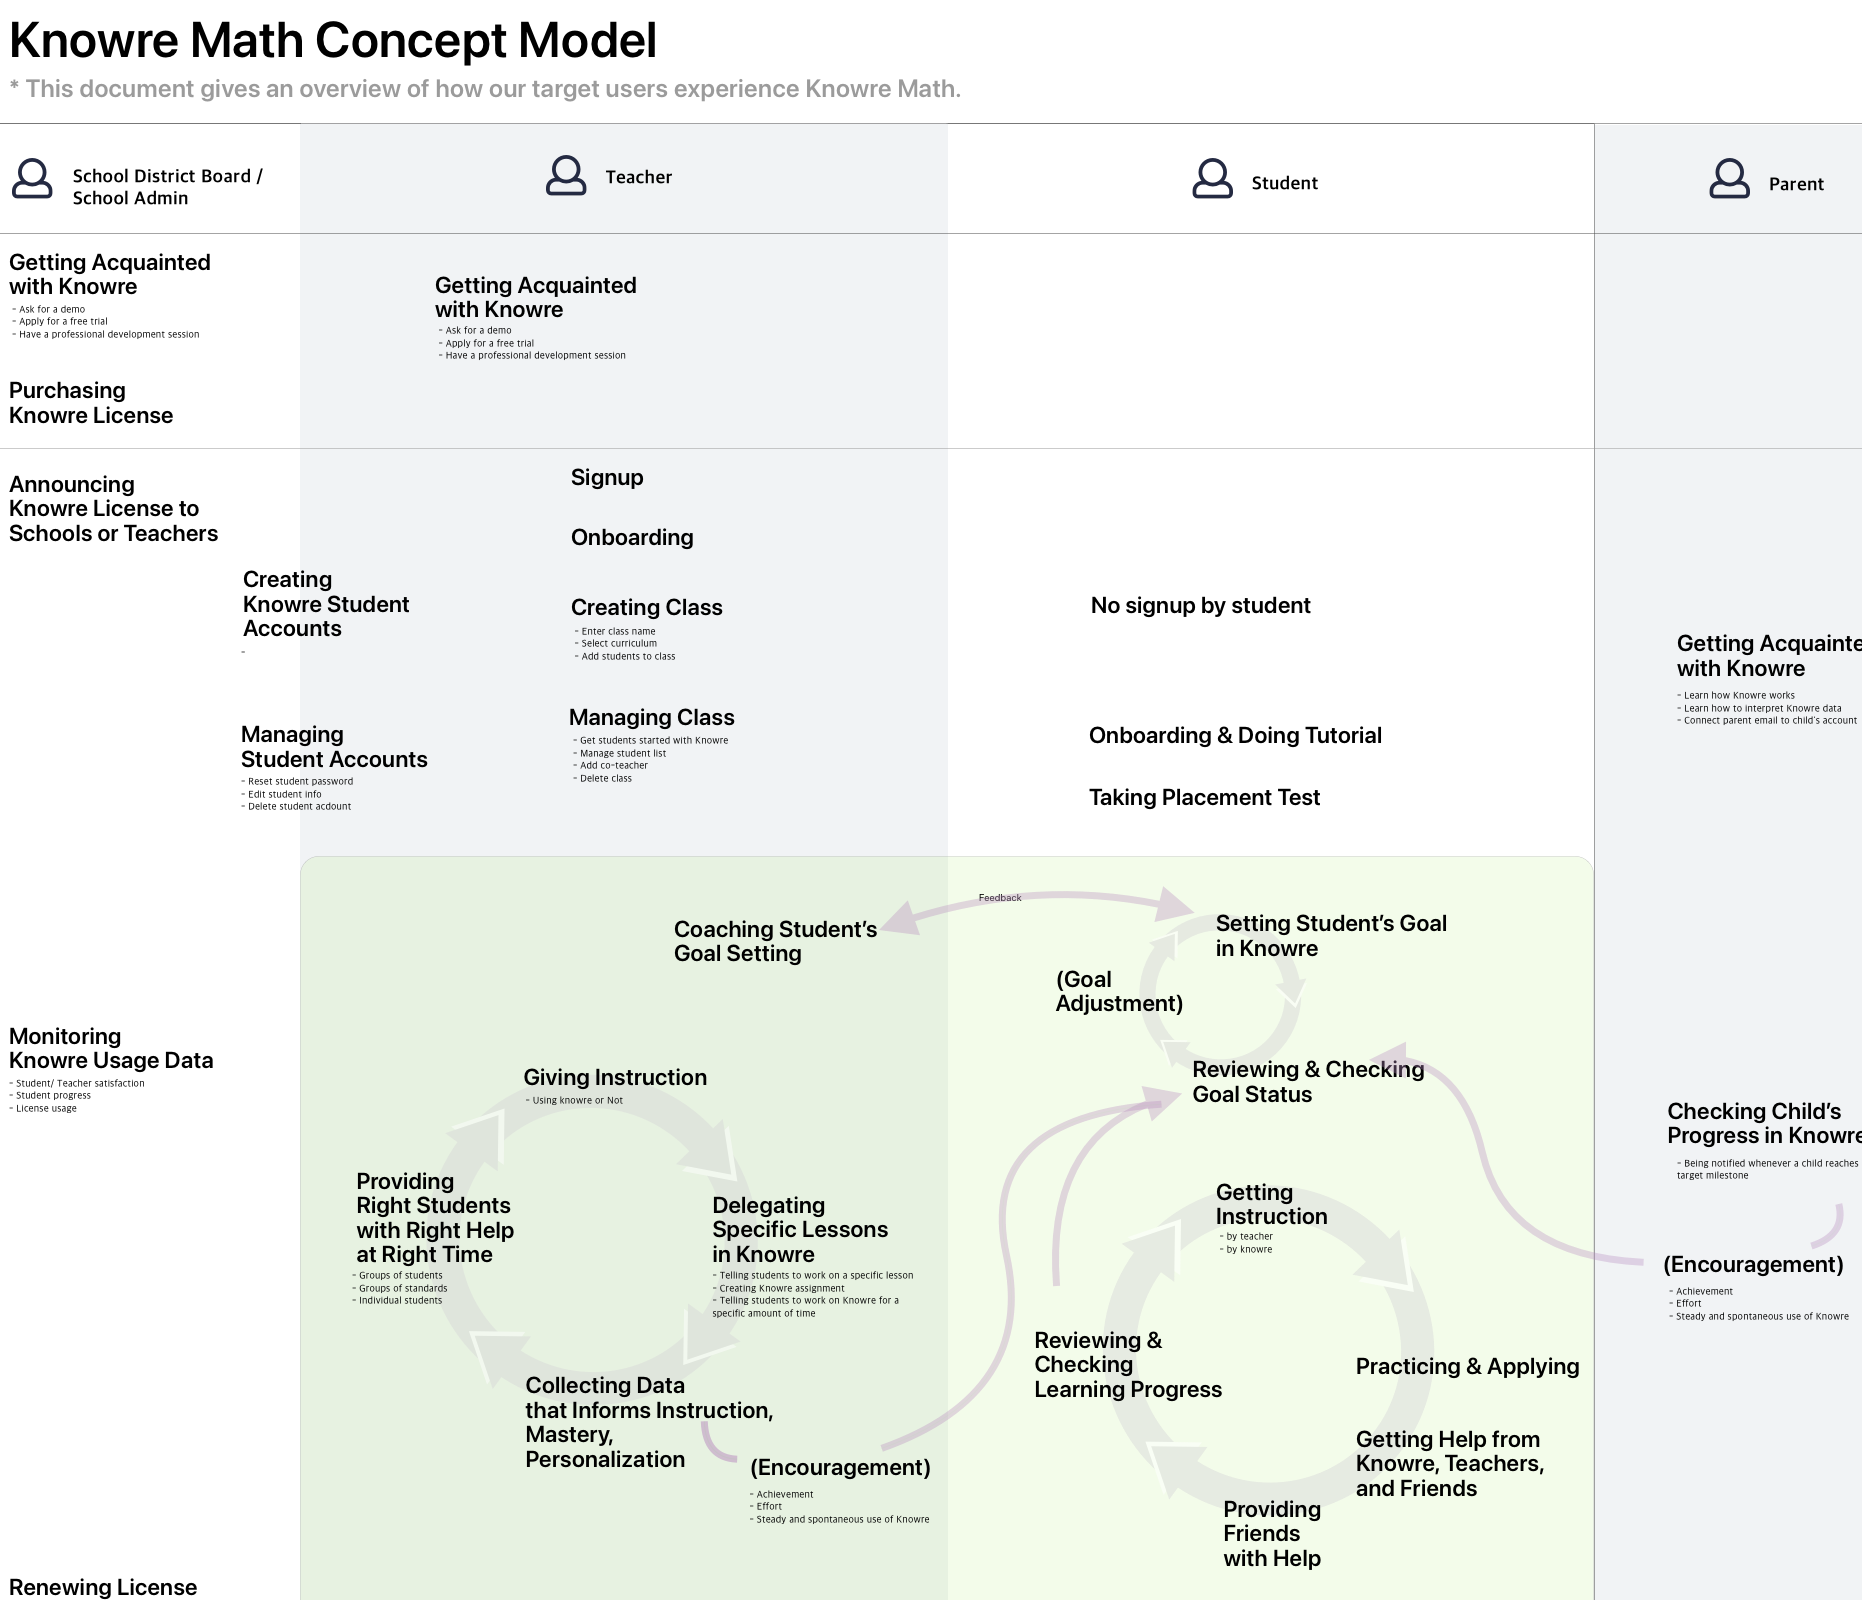 Knowre Math Concept Model
* This document gives an overview of how our target users experience Knowre Math.
School District Board /
School Admin
Teacher
Student
Parent
Getting Acquainted
with Knowre
- Ask for a demo
- Apply for a free trial
- Have a professional development session
Purchasing
Knowre License
Getting Acquainted
with Knowre
- Ask for a demo
- Apply for a free trial
- Have a professional development session
Announcing
Knowre License to
Schools or Teachers
Creating
Knowre Student
Accounts
-
Managing
Student Accounts
- Reset student password
- Edit student info
- Delete student acdount
Signup
Onboarding
Creating Class
- Enter class name
- Select curriculum
- Add students to class
Managing Class
- Get students started with Knowre
- Manage student list
- Add co-teacher
- Delete class
No signup by student
Onboarding & Doing Tutorial
Taking Placement Test
Getting Acquainte
with Knowre
- Learn how Knowre works
- Learn how to interpret Knowre data
- Connect parent email to child's account
Monitoring
Knowre Usage Data
- Student/ Teacher satisfaction
- Student progress
- License usage
Renewing License
Coaching Student's
Goal Setting
Feedback
Giving Instruction
- Using knowre or Not
Providing
Right Students
with Right Help
at Right Time
- Groups of students
- Groups of standards
- Individual students
Delegating
Specific Lessons
in Knowre
- Telling students to work on a specific lesson
- Creating Knowre assignment
- Telling students to work on Knowre for a
specific amount of time
Collecting Data
that Informs Instruction,
Mastery,
Personalization
(Encouragement)
- Achievement
- Effort
- Steady and spontaneous use of Knowre
Setting Student's Goal
in Knowre
(Goal
Adjustment)
Reviewing & Checking
Goal Status
Getting
Instruction
- by teacher
- by knowre
Reviewing &
Checking
Learning Progress
Practicing & Applying
Getting Help from
Knowre, Teachers,
and Friends
Providing
Friends
with Help
Checking Child's
Progress in Knowre
- Being notified whenever a child reaches
target milestone
(Encouragement)
- Achievement
- Effort
- Steady and spontaneous use of Knowre